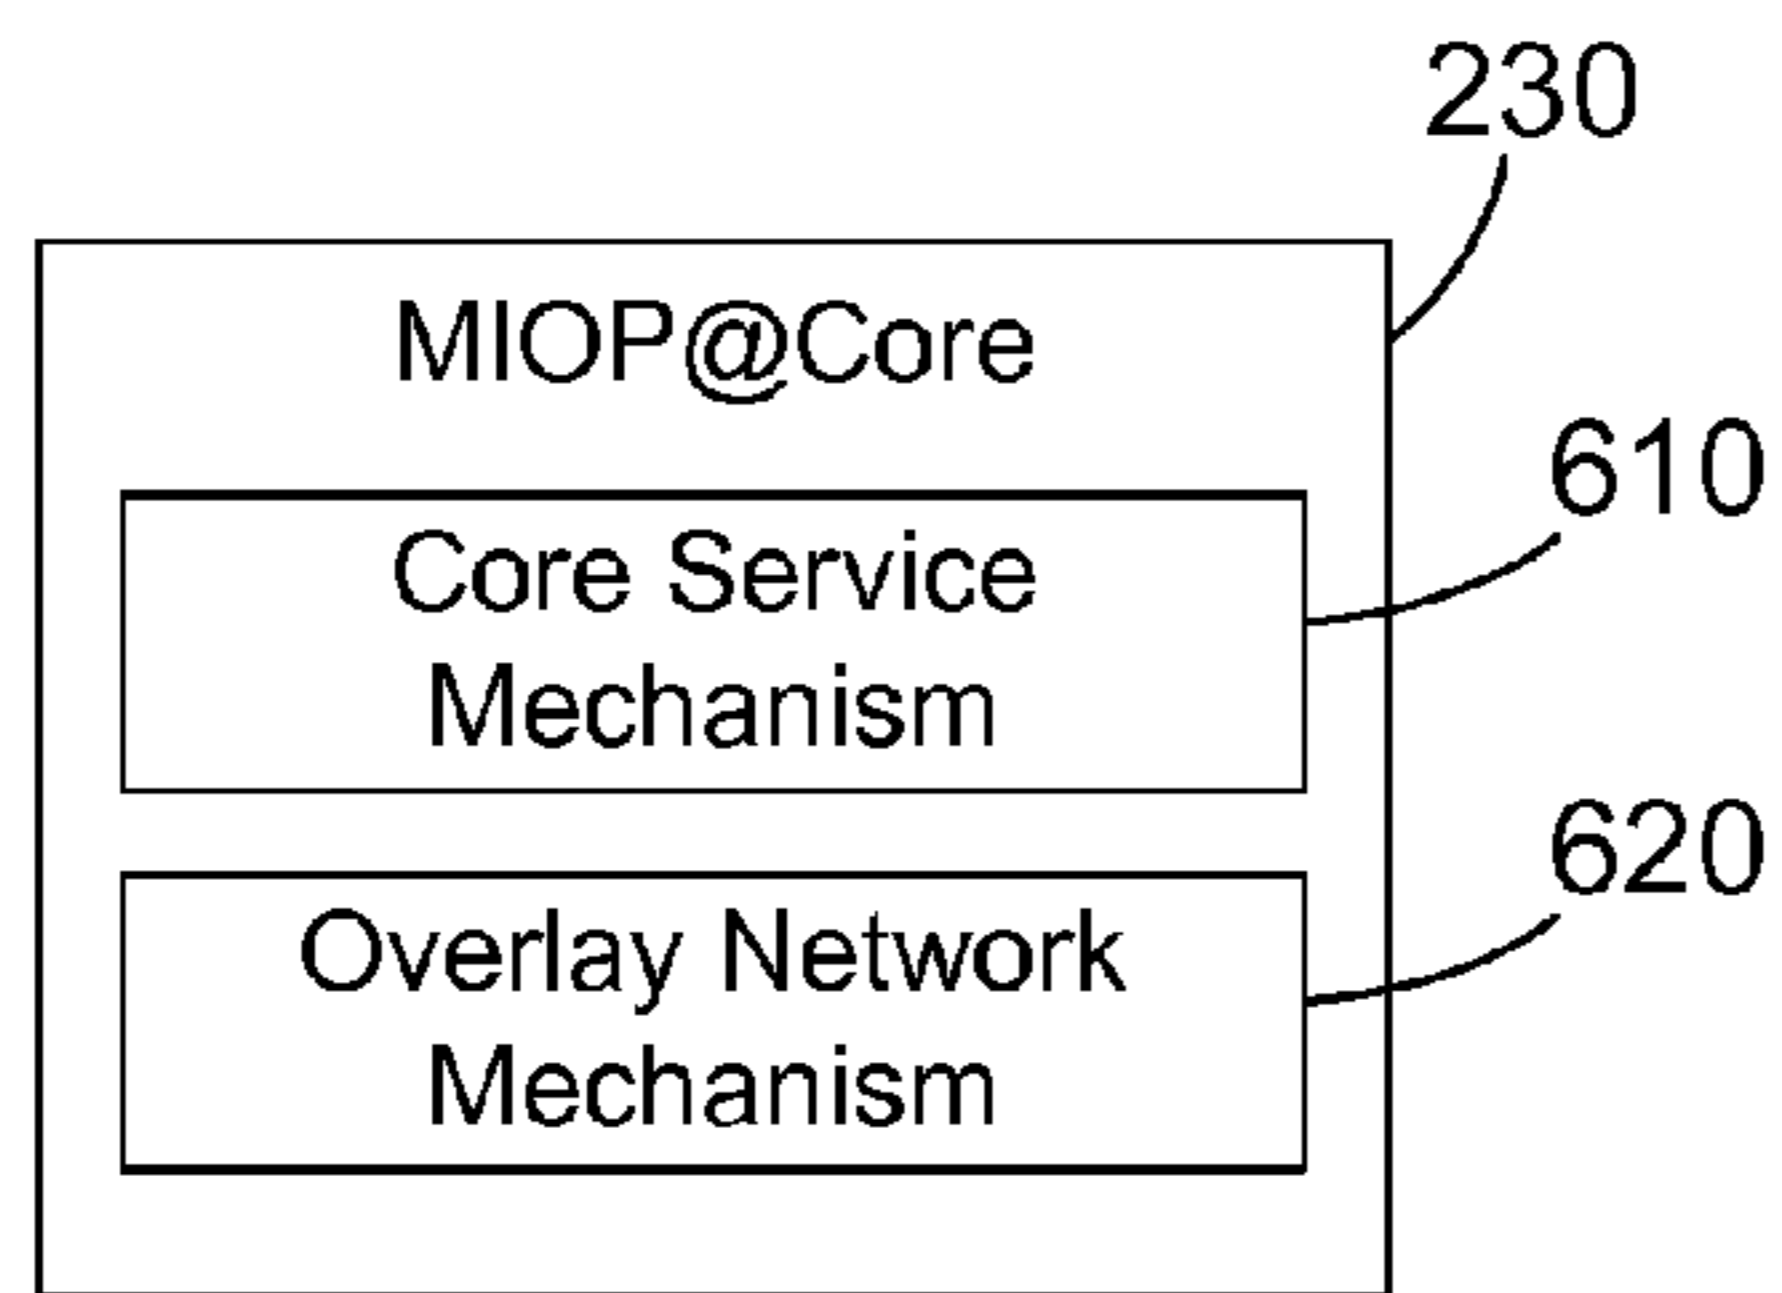 230
MIOP@Core
610
Core Service
Mechanism
620
Overlay Network
Mechanism